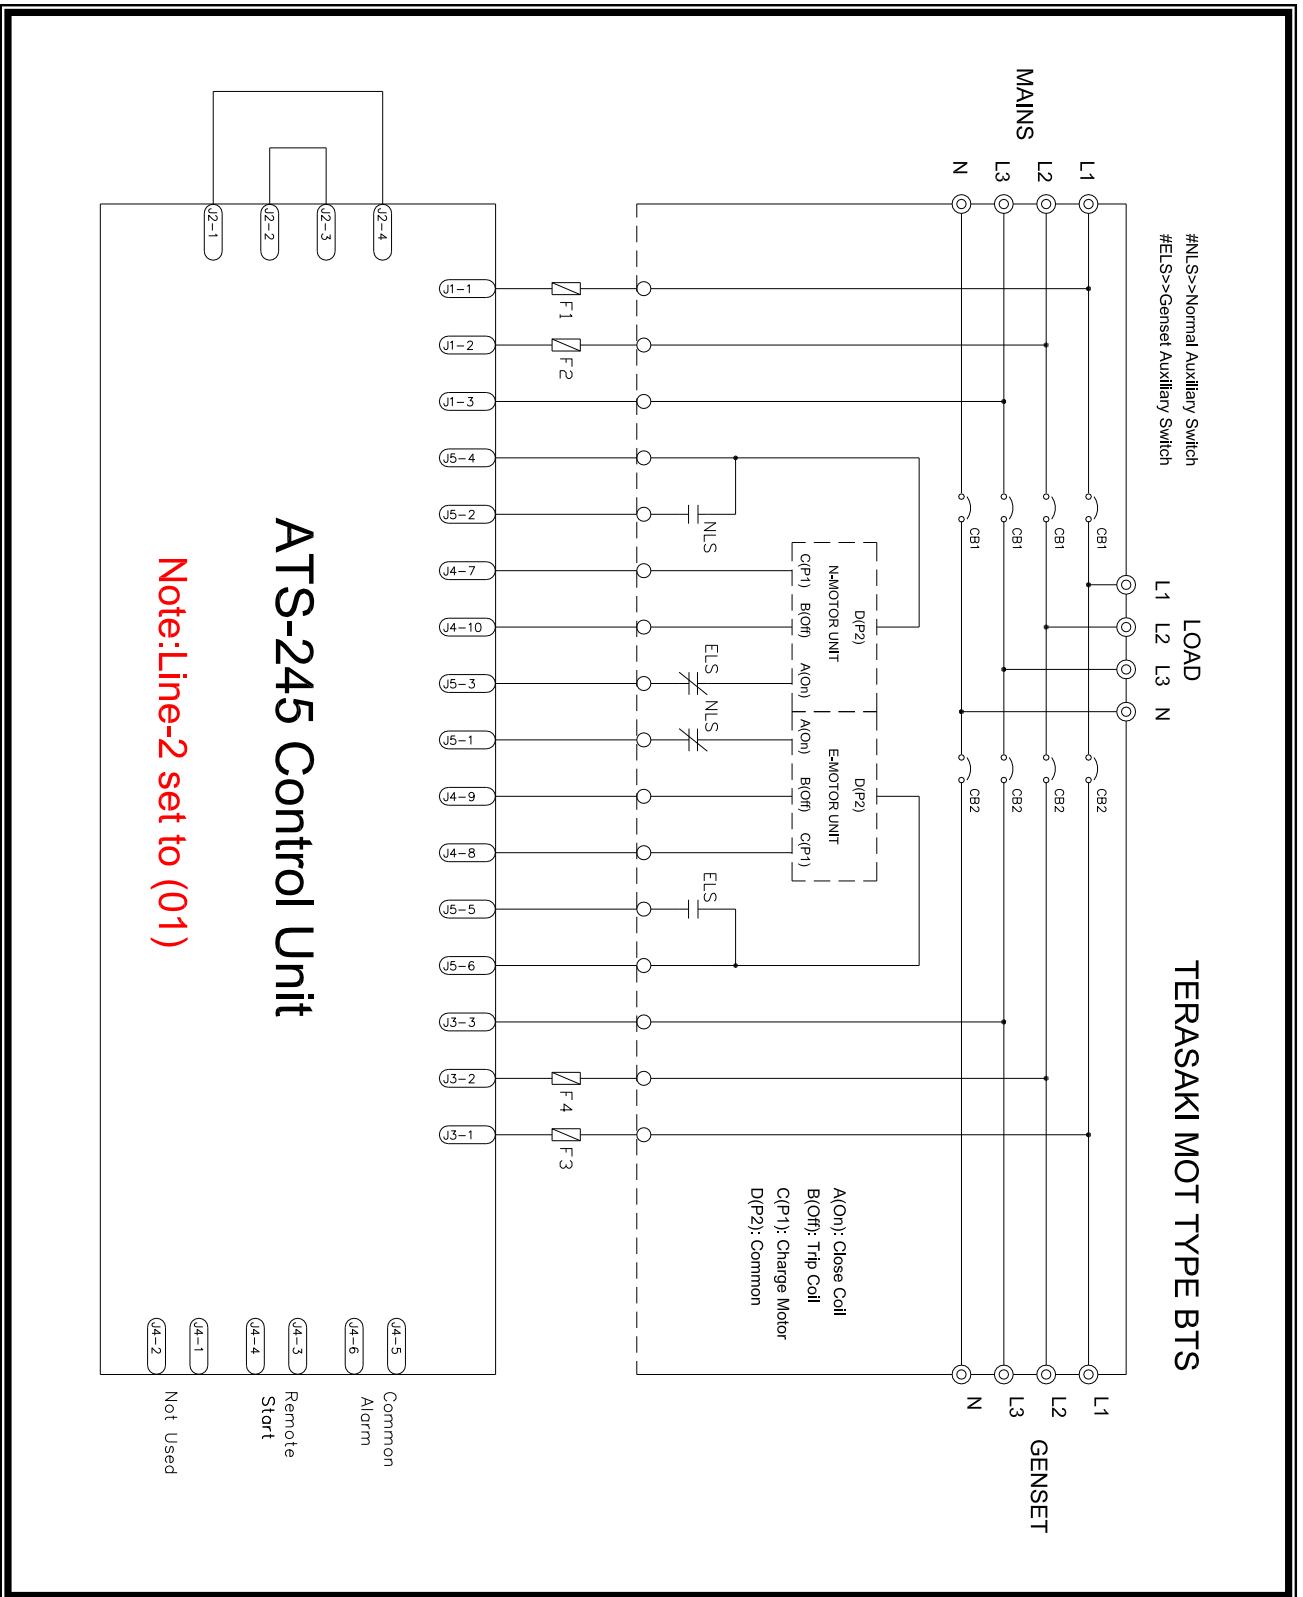 TERASAKI MOT TYPE BTS
#NLS>>Normal Auxiliary Switch
#ELS>>Genset Auxiliary Switch
MAINS
L1
L2
L3
N
LOAD
L1
L2
L3
N
GENSET
L1
L2
L3
N
CB1
CB1
CB1
CB1
CB2
CB2
CB2
CB2
D(P2)
N-MOTOR UNIT
C(P1)
B(Off)
A(On)
D(P2)
E-MOTOR UNIT
A(On)
B(Off)
C(P1)
A(On): Close Coil
B(Off): Trip Coil
C(P1): Charge Motor
D(P2): Common
NLS
ELS
NLS
ELS
F1
F2
F4
F3
J1-1
J1-2
J1-3
J5-4
J5-2
J4-7
J4-10
J5-3
J5-1
J4-9
J4-8
J5-5
J5-6
J3-3
J3-2
J3-1
J2-4
J2-3
J2-2
J2-1
ATS-245 Control Unit
Note:Line-2 set to (01)
J4-5
J4-6
J4-3
J4-4
J4-1
J4-2
Common
Alarm
Remote
Start
Not Used